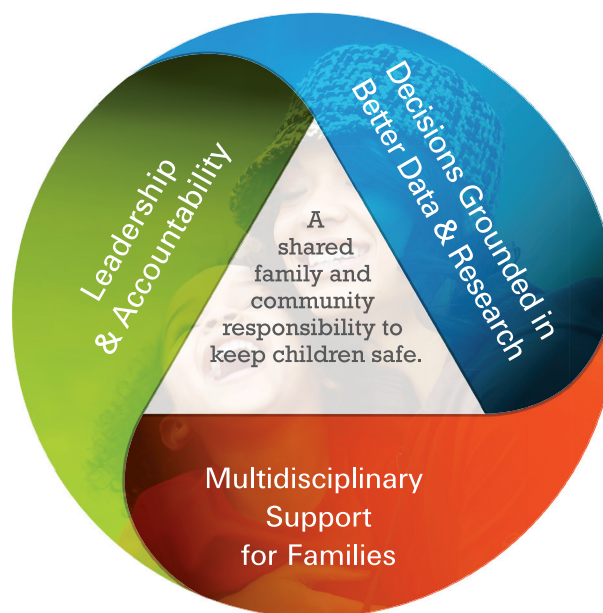 Leadership
& Accountability
Decisions Grounded in
Better Data & Research
A
shared
family and
community
responsibility to
keep children safe.
Multidisciplinary
Support
for Families